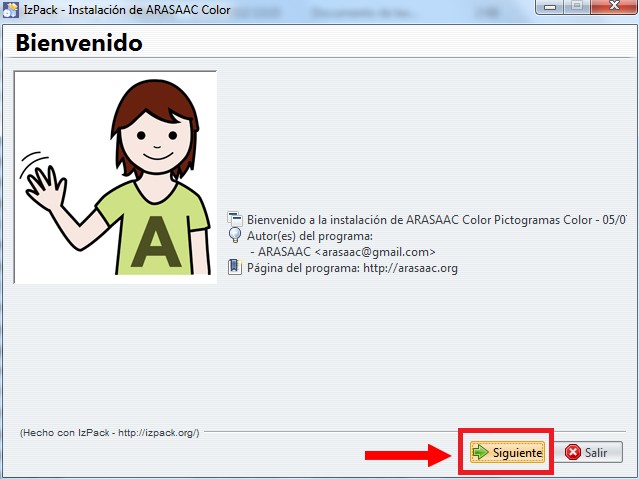 IzPack - Instalación de ARASAAC Color
Bienvenido
A
Bienvenido a la instalación de ARASAAC Color Pictogramas Color - 05/0
Autor(es) del programa:
- ARASAAC <arasaac@gmail.com>
Página del programa: http://arasaac.org
(Hecho con IzPack - http://izpack.org/)
Siguiente
Salir